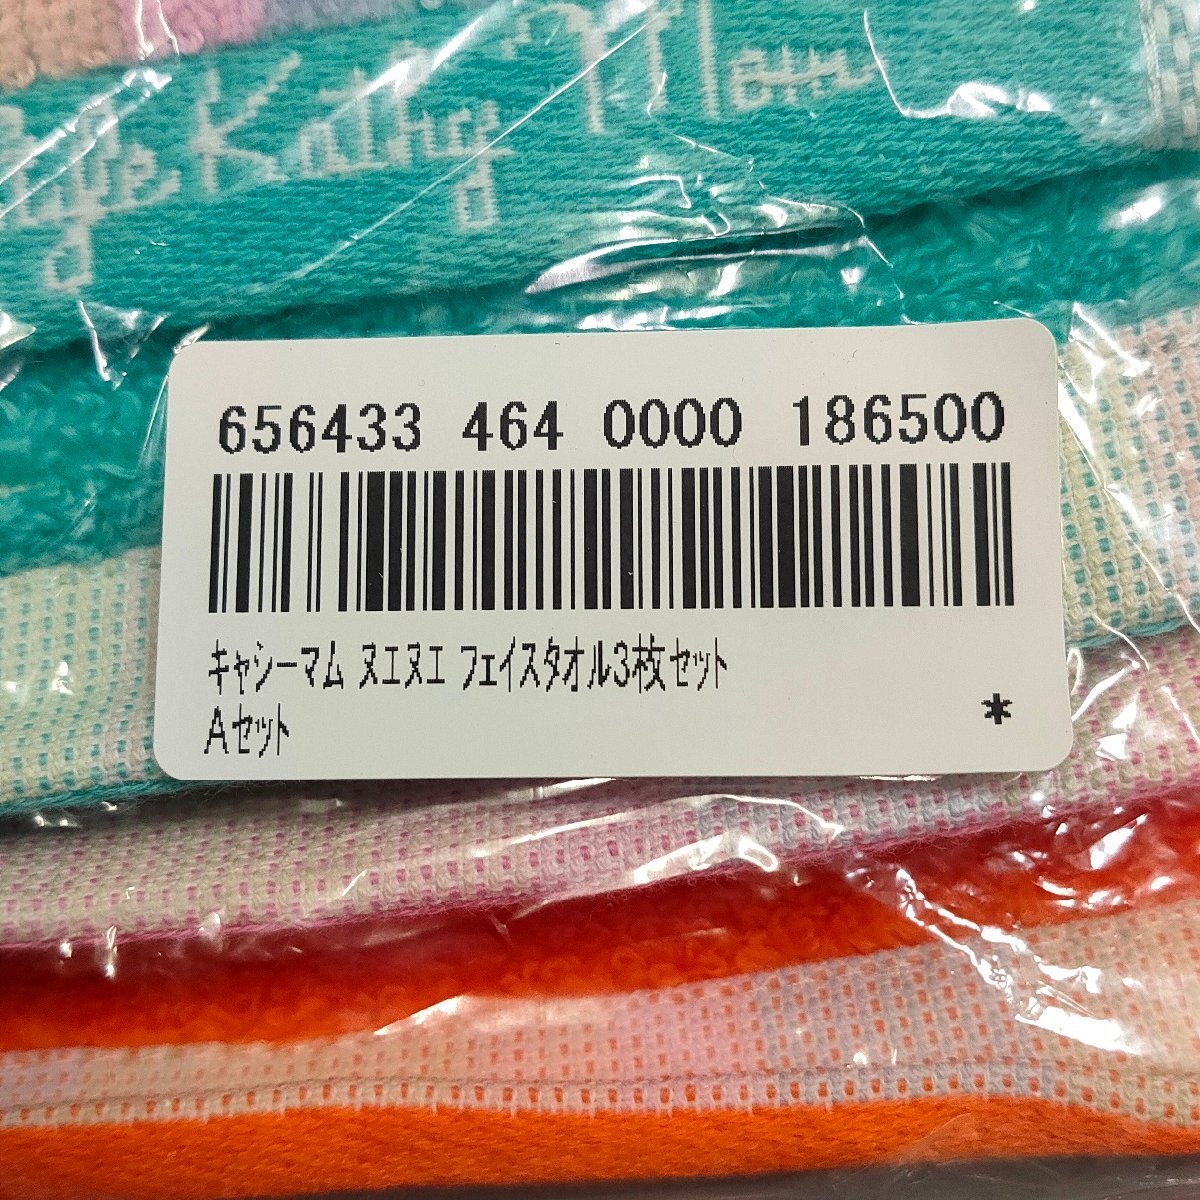 Kathy Mam
656433 464 0000 186500
キャシーマム ヌエヌエ フェイスタオル3枚セット
Aセット
*